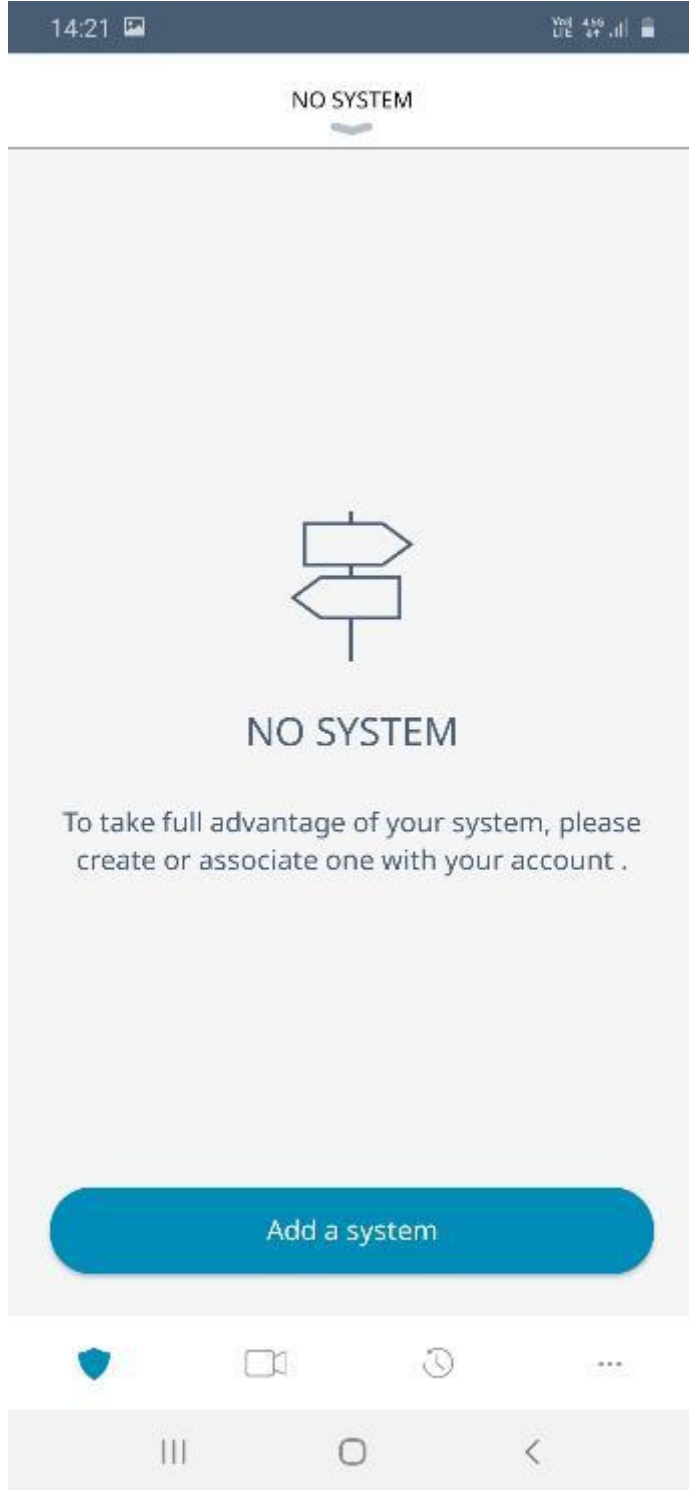 14:21
NO SYSTEM
NO SYSTEM
To take full advantage of your system, please
create or associate one with your account .
Add a system